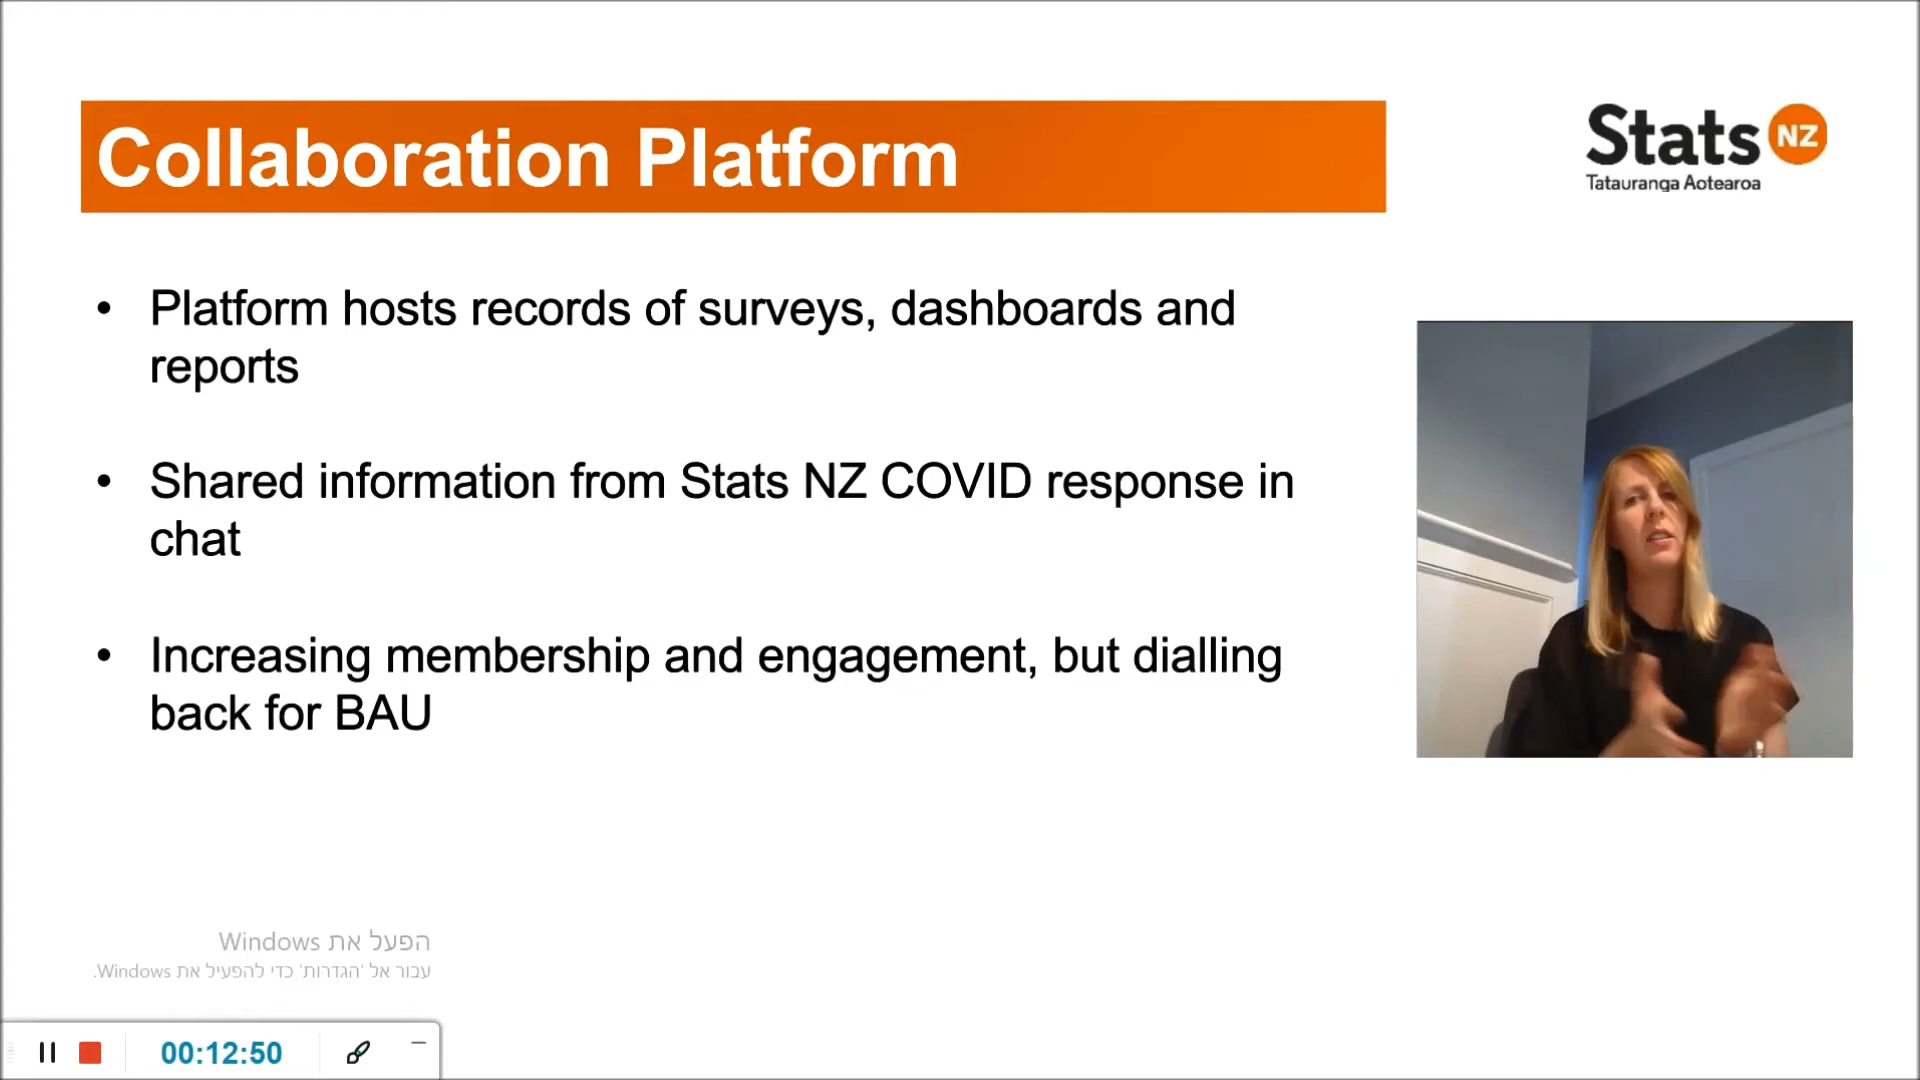 Collaboration Platform
Stats NZ
Tatauranga Aotearoa
• Platform hosts records of surveys, dashboards and
reports
• Shared information from Stats NZ COVID response in
chat
• Increasing membership and engagement, but dialling
back for BAU
הפעל את Windows
עבור אל 'הגדרות' כדי להפעיל את Windows.
00:12:50